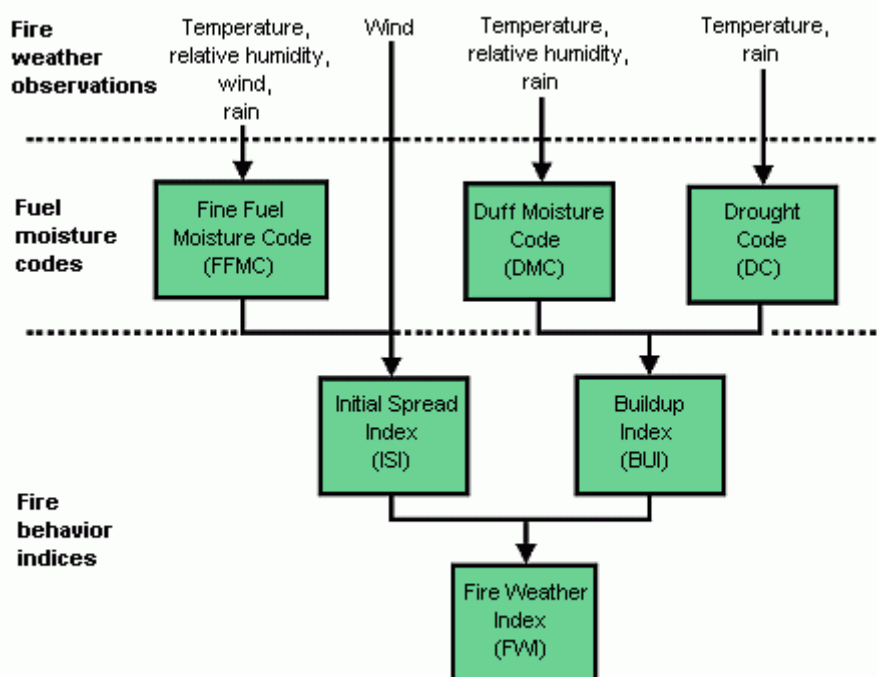 Fire
weather
observations
Temperature,
relative humidity,
wind,
rain
Wind
Temperature,
relative humidity,
rain
Temperature,
rain
Fuel
moisture
codes
Fine Fuel
Moisture Code
(FFMC)
Duff Moisture
Code
(DMC)
Drought
Code
(DC)
Fire
behavior
indices
Initial Spread
Index
(ISI)
Buildup
Index
(BUI)
Fire Weather
Index
(FWI)